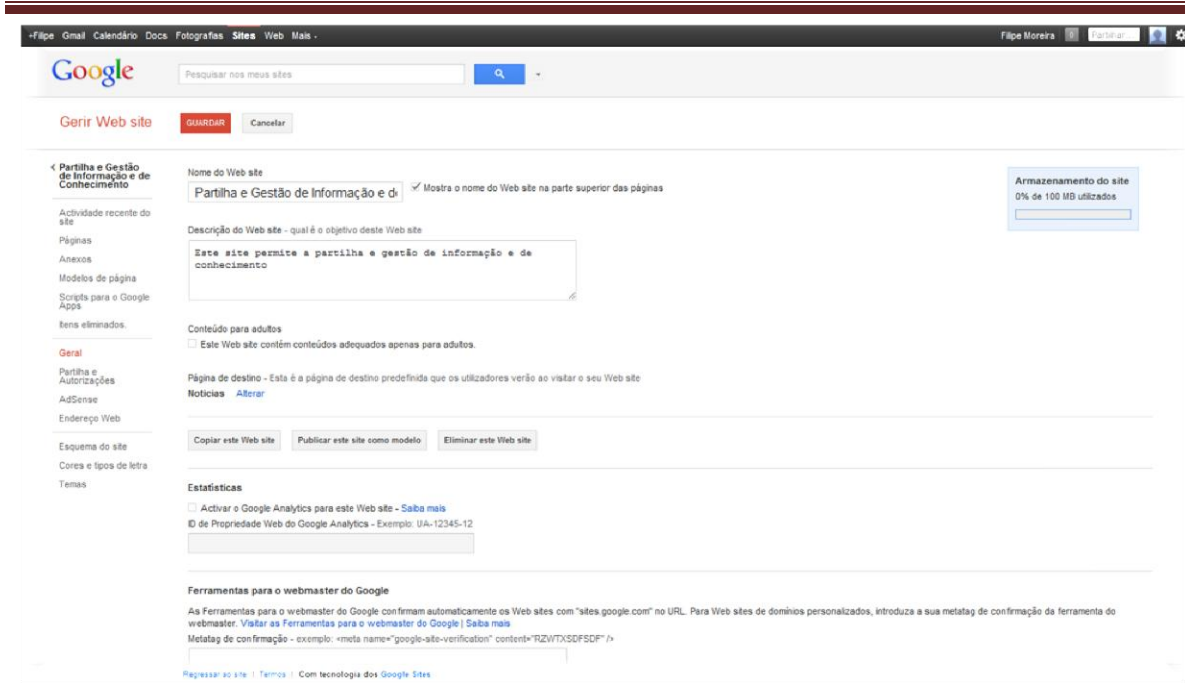 +Filipe Gmail Calendário Docs Fotografias Sites Web Mais
Filipe Moreira 0 Partilhar...
Google
Pesquisar nos meus sites
Gerir Web site
GUARDAR Cancelar
Partilha e Gestão
de Informação e de
Conhecimento
Actividade recente do
site
Páginas
Anexos
Modelos de página
Scripts para o Google
Apps
Itens eliminados.
Geral
Partilha e
Autorizações
AdSense
Endereço Web
Esquema do site
Cores e tipos de letra
Temas
Nome do Web site
Partilha e Gestão de Informação e de
Mostra o nome do Web site na parte superior das páginas
Descrição do Web site - qual é o objetivo deste Web site
Este site permite a partilha e gestão de informação e de
conhecimento
Conteúdo para adultos
Este Web site contém conteúdos adequados apenas para adultos.
Página de destino - Esta é a página de destino predefinida que os utilizadores verão ao visitar o seu Web site
Noticias Alterar
Copiar este Web site Publicar este site como modelo Eliminar este Web site
Estatísticas
Activar o Google Analytics para este Web site - Saiba mais
ID de Propriedade Web do Google Analytics - Exemplo: UA-12345-12
Ferramentas para o webmaster do Google
As Ferramentas para o webmaster do Google confirmam automaticamente os Web sites com "sites.google.com" no URL. Para Web sites de domínios personalizados, introduza a sua metatag de confirmação da ferramenta do
webmaster. Visitar as Ferramentas para o webmaster do Google | Saiba mais
Metatag de confirmação - exemplo: <meta name="google-site-verification" content="RZWTXSDFSDF" />
Regressar ao site | Termos | Com tecnologia dos Google Sites
Armazenamento do site
0% de 100 MB utilizados